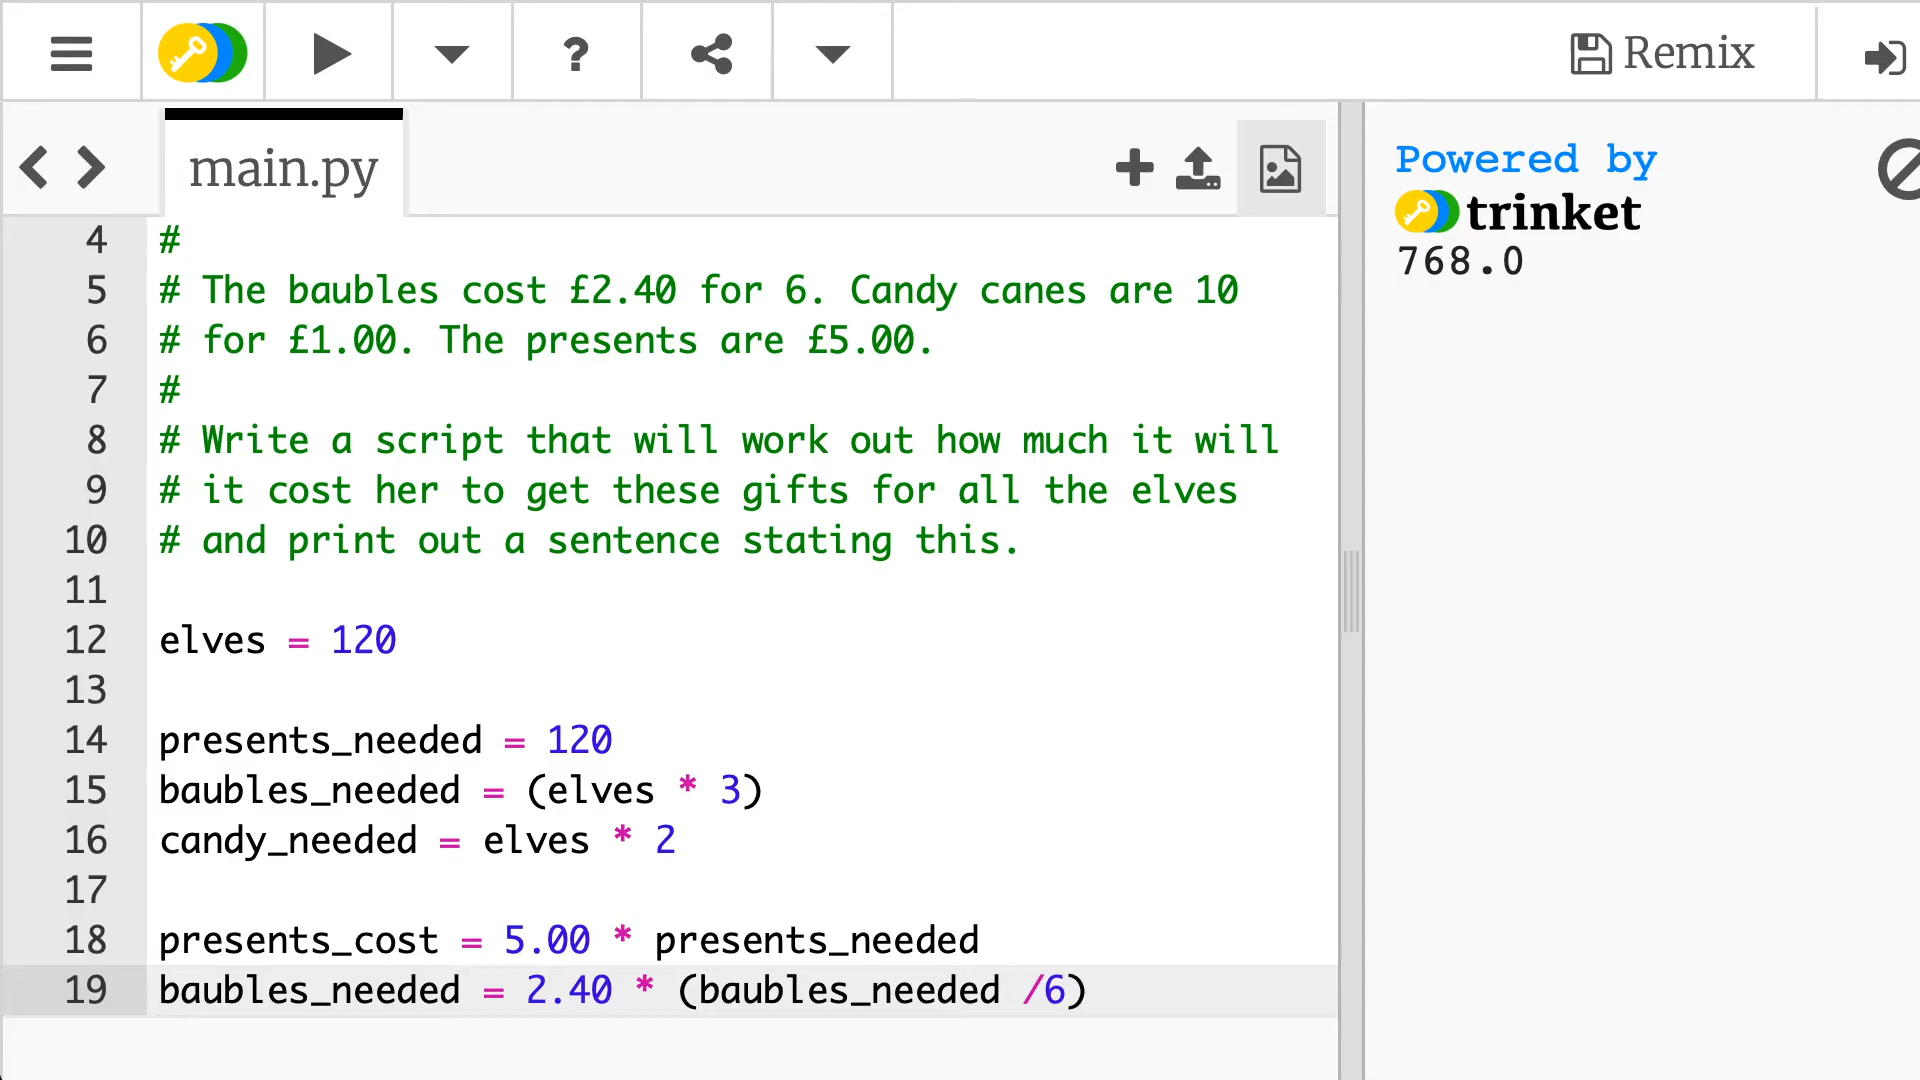 ? Remix
main.py
Powered by
trinket
768.0
4 #
5 # The baubles cost £2.40 for 6. Candy canes are 10
6 # for £1.00. The presents are £5.00.
7 #
8 # Write a script that will work out how much it will
9 # it cost her to get these gifts for all the elves
10 # and print out a sentence stating this.
11
12 elves = 120
13
14 presents_needed = 120
15 baubles_needed = (elves * 3)
16 candy_needed = elves * 2
17
18 presents_cost = 5.00 * presents_needed
19 baubles_needed = 2.40 * (baubles_needed /6)